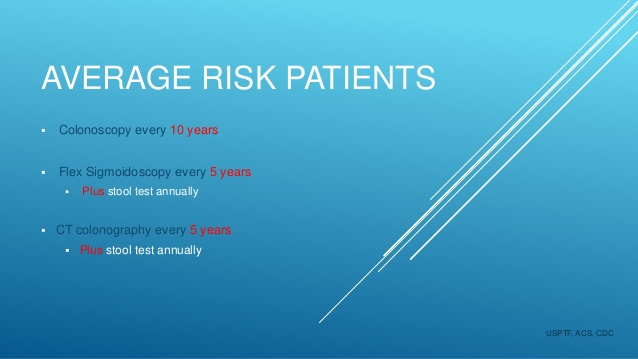 AVERAGE RISK PATIENTS
▪ Colonoscopy every 10 years
▪ Flex Sigmoidoscopy every 5 years
▪ Plus stool test annually
▪ CT colonography every 5 years
▪ Plus stool test annually
USPTF, ACS, CDC